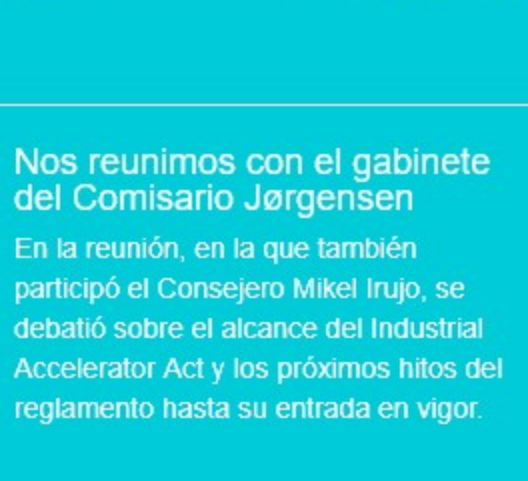 Nos reunimos con el gabinete
del Comisario Jørgensen
En la reunión, en la que también
participó el Consejero Mikel Irujo, se
debatió sobre el alcance del Industrial
Accelerator Act y los próximos hitos del
reglamento hasta su entrada en vigor.